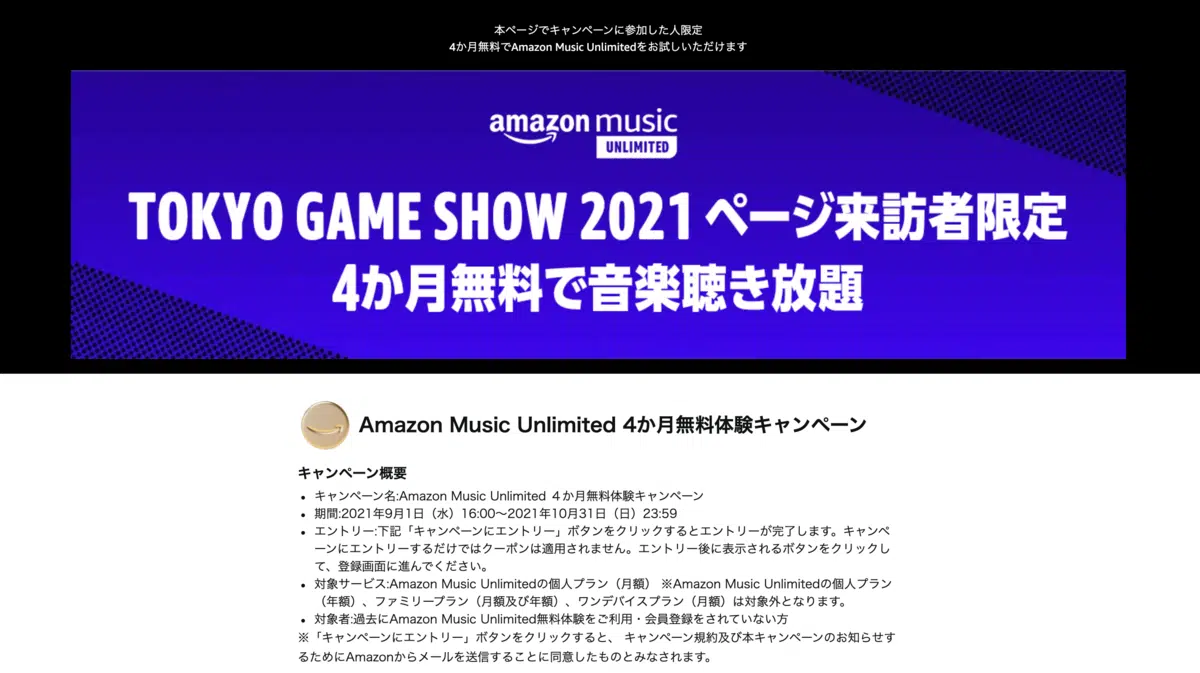 本ページでキャンペーンに参加した人限定
4か月無料でAmazon Music Unlimitedをお試しいただけます
amazon music
UNLIMITED
TOKYO GAME SHOW 2021 ページ来訪者限定
4か月無料で音楽聴き放題
Amazon Music Unlimited 4か月無料体験キャンペーン
キャンペーン概要
• キャンペーン名:Amazon Music Unlimited ４か月無料体験キャンペーン
• 期間:2021年9月1日（水）16:00〜2021年10月31日（日）23:59
• エントリー:下記「キャンペーンにエントリー」ボタンをクリックするとエントリーが完了します。キャンペ
ーンにエントリーするだけではクーポンは適用されません。エントリー後に表示されるボタンをクリックし
て、登録画面に進んでください。
• 対象サービス:Amazon Music Unlimitedの個人プラン（月額） ※Amazon Music Unlimitedの個人プラン
（年額）、ファミリープラン（月額及び年額）、ワンデバイスプラン（月額）は対象外となります。
• 対象者:過去にAmazon Music Unlimited無料体験をご利用・会員登録をされていない方
※「キャンペーンにエントリー」ボタンをクリックすると、 キャンペーン規約及び本キャンペーンのお知らせす
るためにAmazonからメールを送信することに同意したものとみなされます。